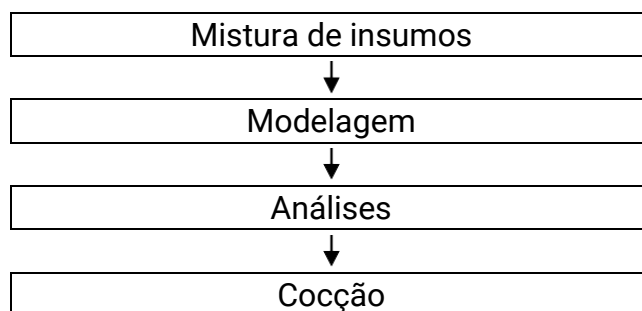 Mistura de insumos
Modelagem
Análises
Cocção